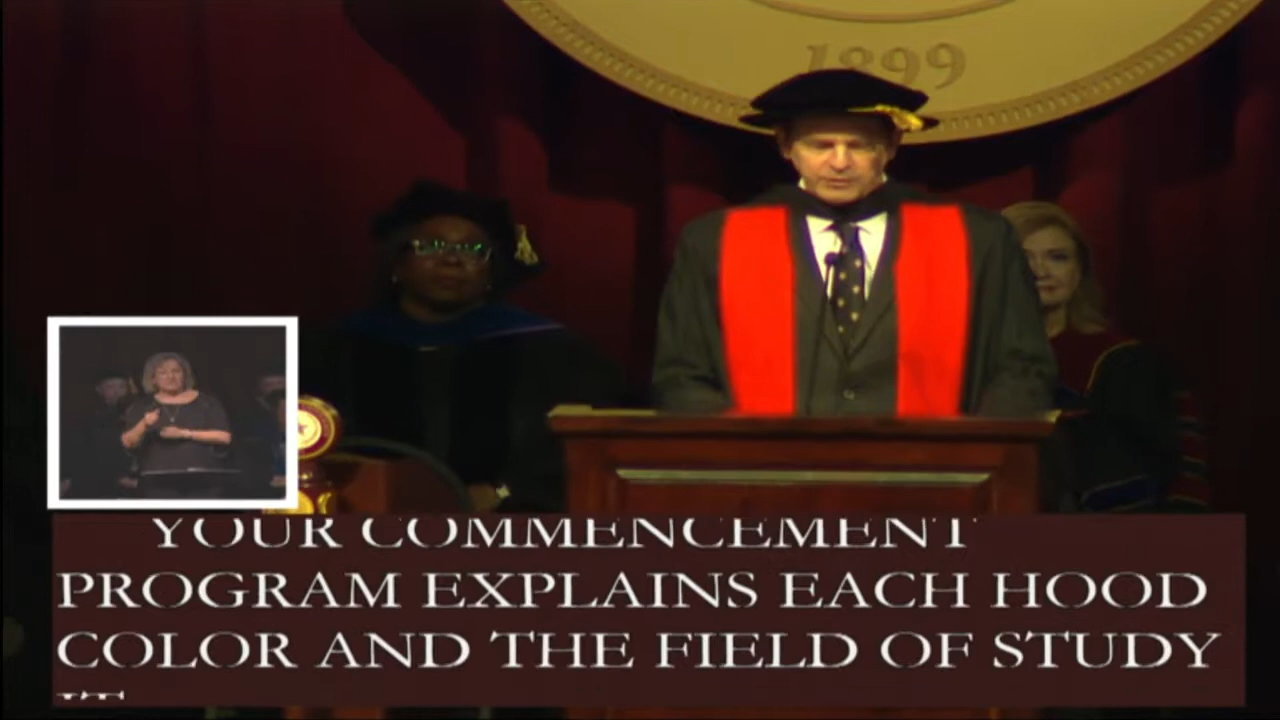 1899
YOUR COMMENCEMENT
PROGRAM EXPLAINS EACH HOOD
COLOR AND THE FIELD OF STUDY